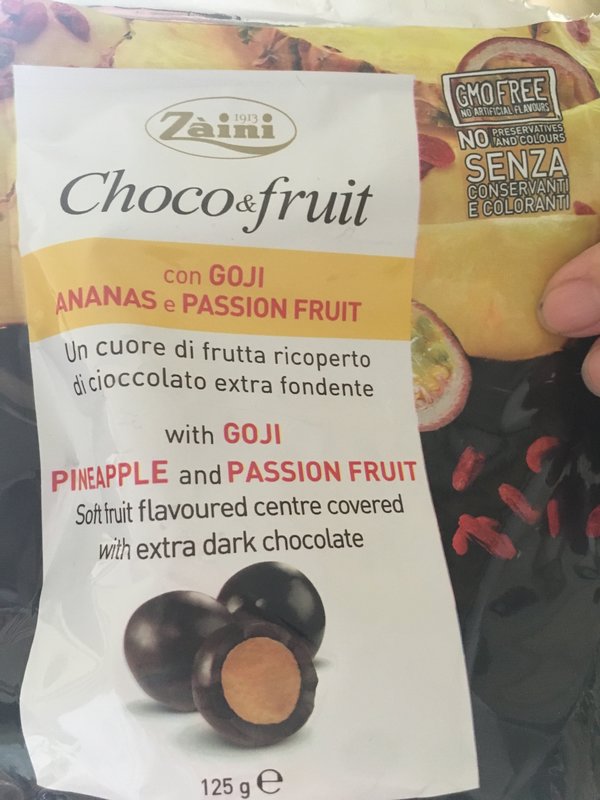 1913
Zàini
Choco&fruit
con GOJI
ANANAS e PASSION FRUIT
Un cuore di frutta ricoperto
di cioccolato extra fondente
with GOJI
PINEAPPLE and PASSION FRUIT
Soft fruit flavoured centre covered
with extra dark chocolate
125 g ℮
GMO FREE
NO ARTIFICIAL FLAVOURS
NO PRESERVATIVES
AND COLOURS
SENZA
CONSERVANTI
E COLORANTI